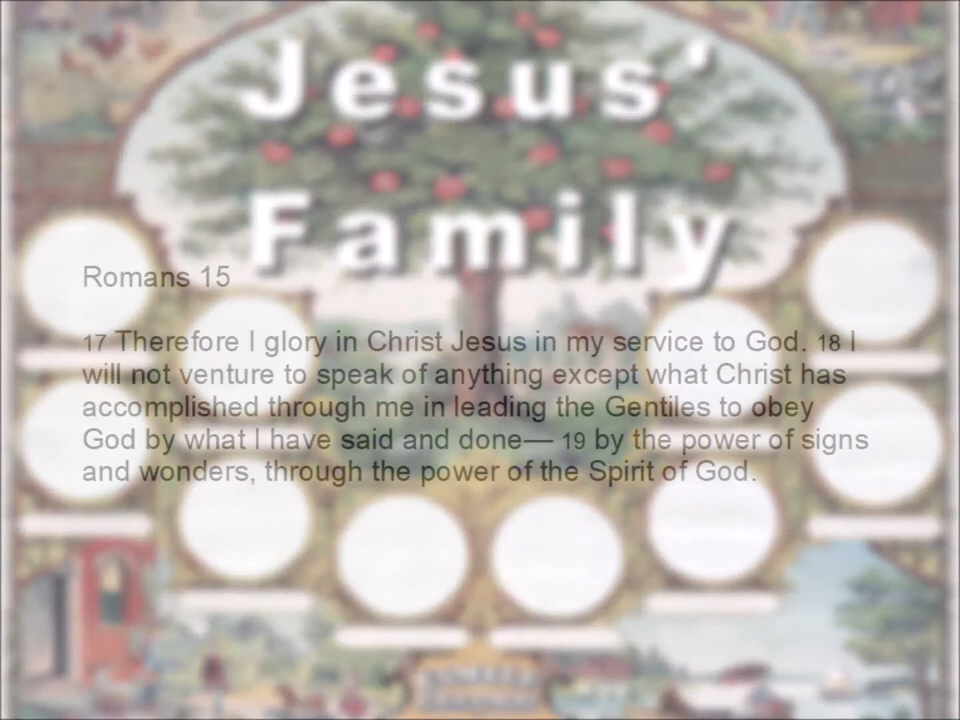 Jesus'
Family
Romans 15
17 Therefore I glory in Christ Jesus in my service to God. 18 I
will not venture to speak of anything except what Christ has
accomplished through me in leading the Gentiles to obey
God by what I have said and done— 19 by the power of signs
and wonders, through the power of the Spirit of God.